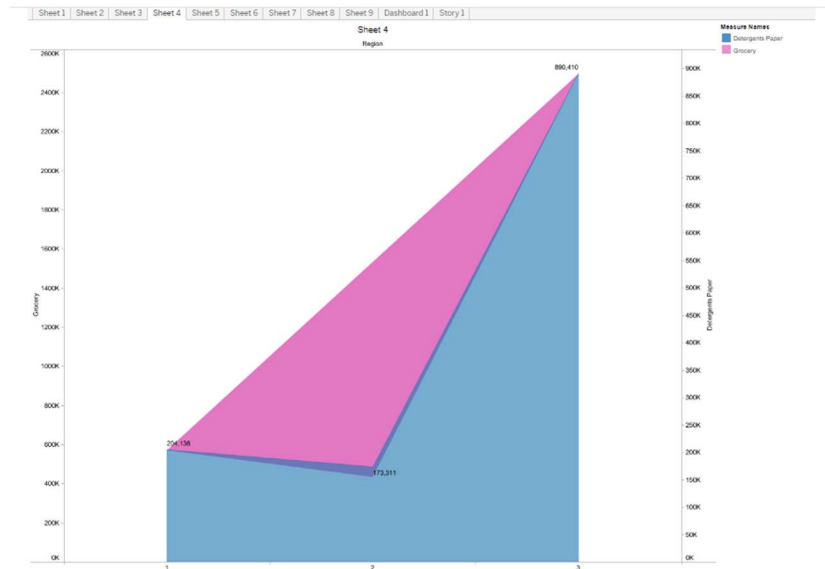 Sheet 1 Sheet 2 Sheet 3 Sheet 4 Sheet 5 Sheet 6 Sheet 7 Sheet 8 Sheet 9 Dashboard 1 Story 1
Sheet 4
Region
Measure Names
Detergents Paper
Grocery
2600K
2400K
2200K
2000K
1800K
1600K
1400K
1200K
1000K
800K
600K
400K
200K
0K
Grocery
890,410
204,136
173,311
900K
850K
800K
750K
700K
650K
600K
550K
500K
450K
400K
350K
300K
250K
200K
150K
100K
50K
0K
Detergents Paper
1 2 3